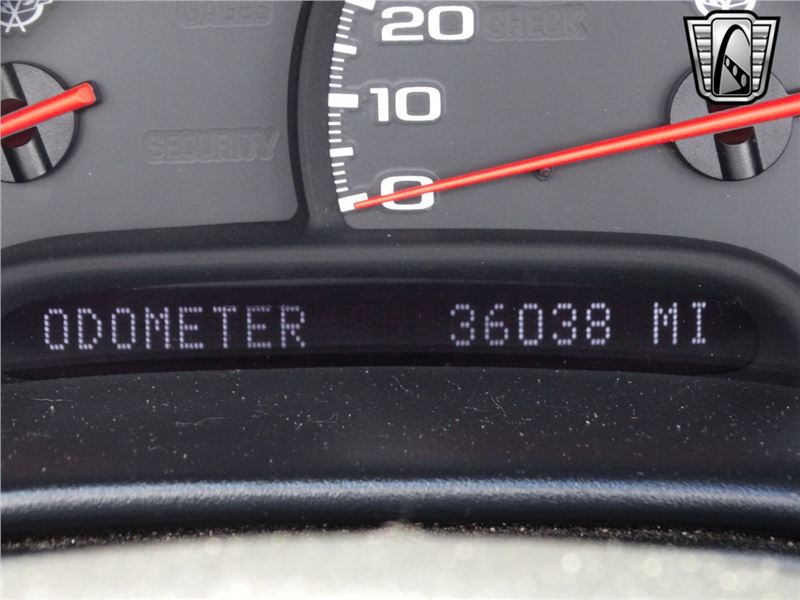 GAGES
20 CHECK
10
SECURITY
0
ODOMETER 36038 MI